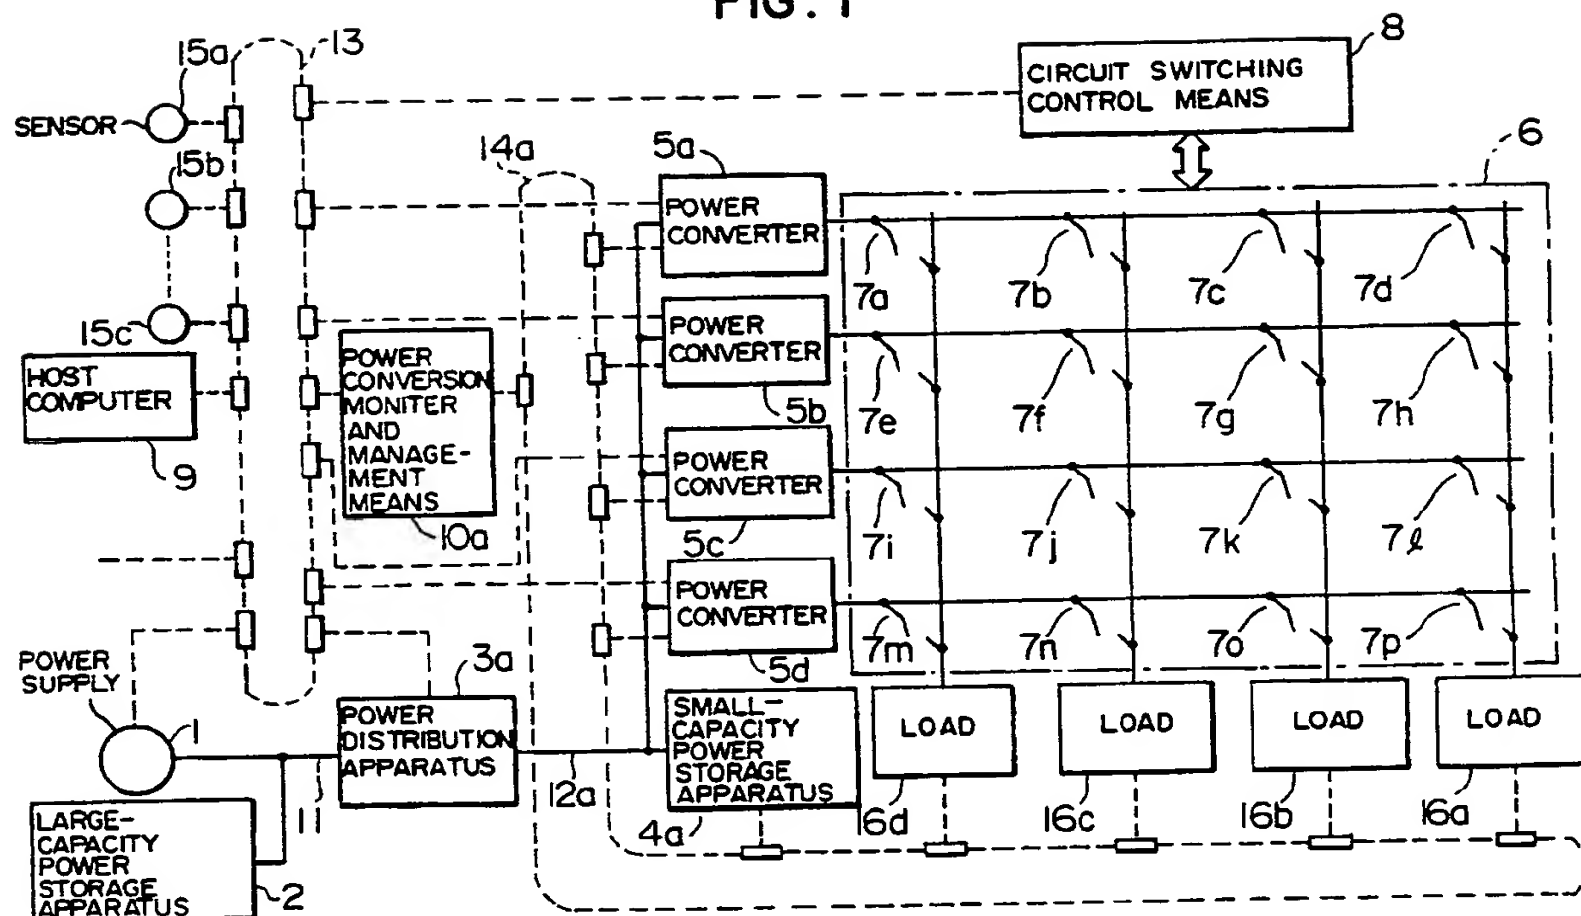 FIG. 1
15a
13
8
CIRCUIT SWITCHING
CONTROL MEANS
SENSOR
15b
14a
5a
6
POWER
CONVERTER
7a
7b
7c
7d
15c
POWER
CONVERTER
HOST
COMPUTER
POWER
CONVERSION
MONITER
AND
MANAGE-
MENT
MEANS
5b
7e
7f
7g
7h
9
POWER
CONVERTER
10a
5c
7i
7j
7k
7l
POWER
CONVERTER
7m
7n
7o
7p
5d
POWER
SUPPLY
3a
1
POWER
DISTRIBUTION
APPARATUS
SMALL-
CAPACITY
POWER
STORAGE
APPARATUS
LOAD
LOAD
LOAD
LOAD
11
12a
4a
16d
16c
16b
16a
LARGE-
CAPACITY
POWER
STORAGE
APPARATUS
2